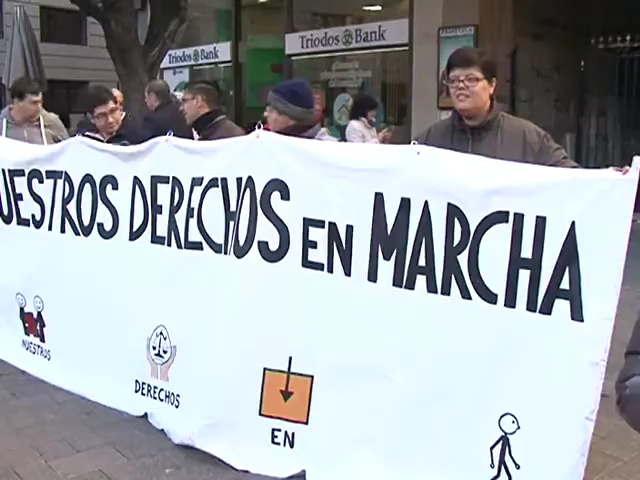 Triodos Bank
Triodos Bank
UESTROS DERECHOS EN MARCHA
NUESTROS
DERECHOS
EN